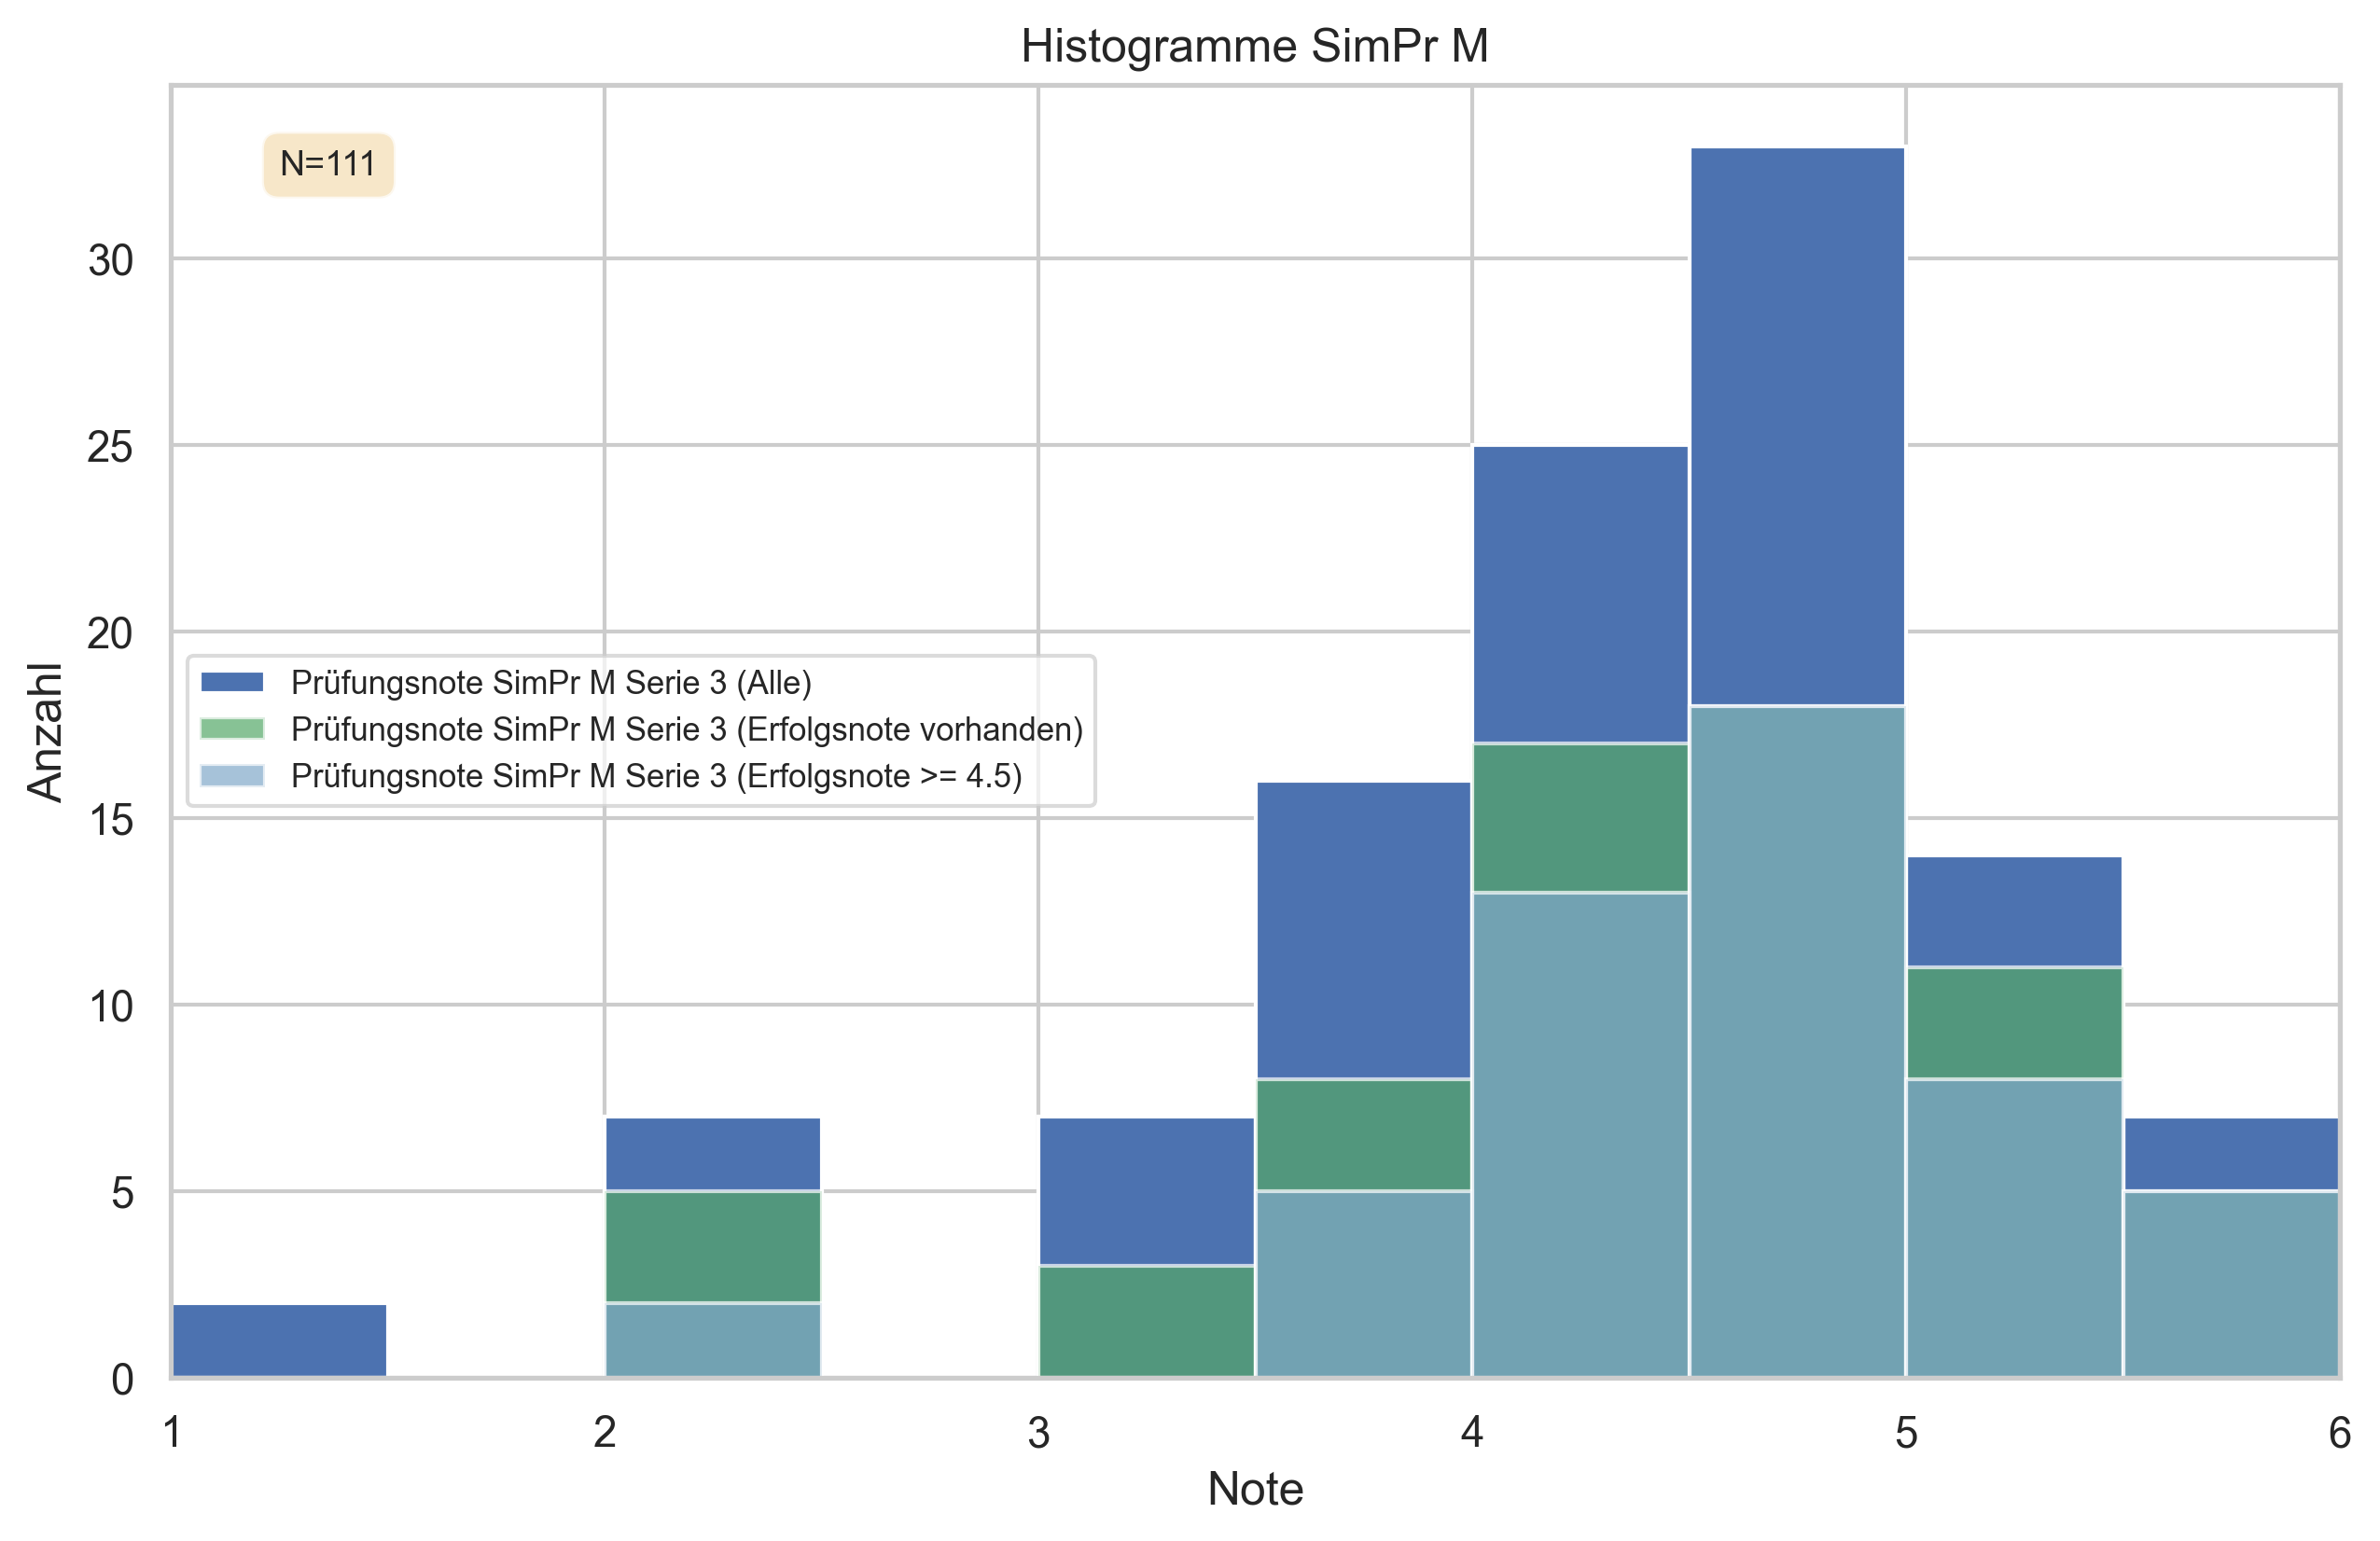 Histogramme SimPr M
N=111
30
25
20
15
10
5
0
Anzahl
Prüfungsnote SimPr M Serie 3 (Alle)
Prüfungsnote SimPr M Serie 3 (Erfolgsnote vorhanden)
Prüfungsnote SimPr M Serie 3 (Erfolgsnote >= 4.5)
1 2 3 4 5 6
Note